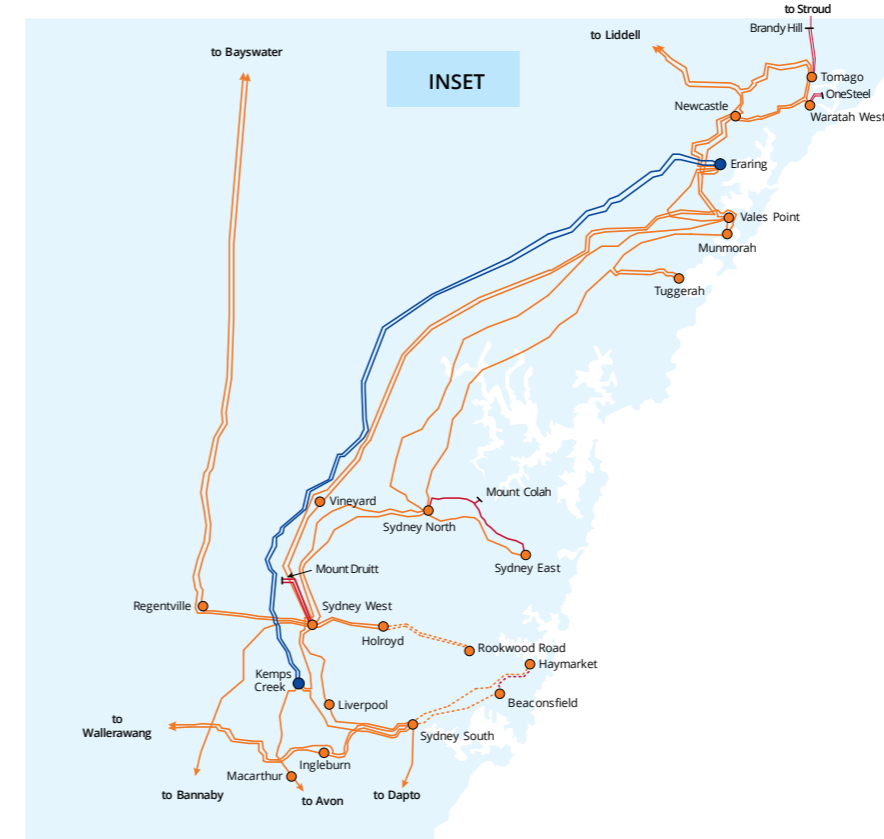 to Stroud
Brandy Hill
to Liddell
to Bayswater
INSET
Tomago
OneSteel
Newcastle
Waratah West
Eraring
Vales Point
Munmorah
Tuggerah
Mount Colah
Vineyard
Sydney North
Sydney East
Mount Druitt
Regentville
Sydney West
Holroyd
Rookwood Road
Haymarket
Kemps
Creek
Liverpool
Beaconsfield
to
Wallerawang
Sydney South
Ingleburn
Macarthur
to Bannaby
to Avon
to Dapto